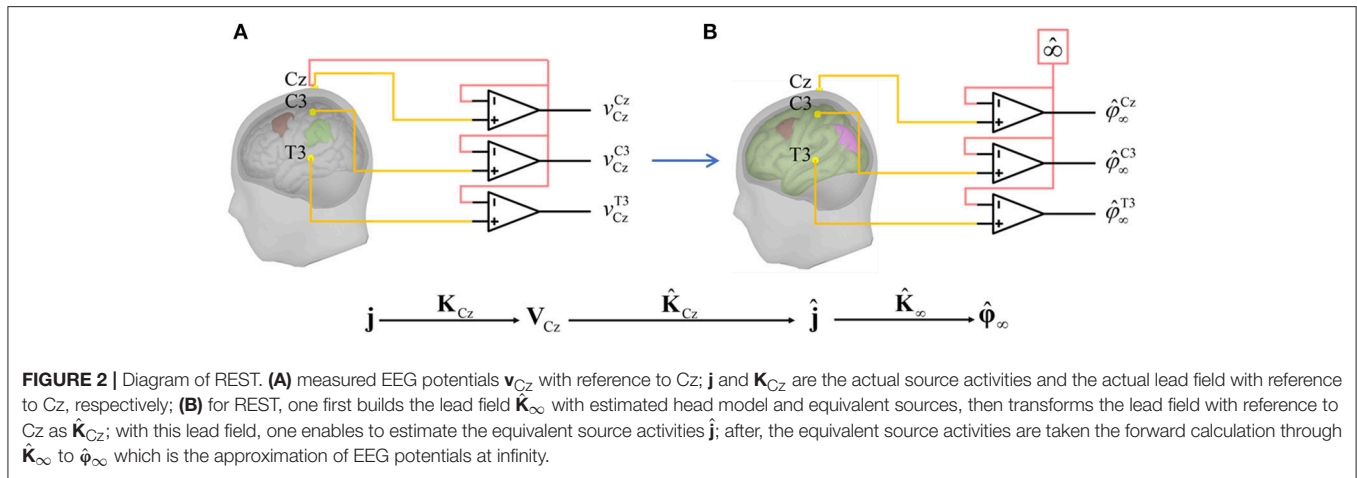 A
B
∞̂
Cz
C3
T3
v_Cz^Cz
v_Cz^C3
v_Cz^T3
Cz
C3
T3
φ̂_∞^Cz
φ̂_∞^C3
φ̂_∞^T3
j K_Cz V_Cz K̂_Cz ĵ K̂_∞ φ̂_∞
FIGURE 2 | Diagram of REST. (A) measured EEG potentials v_Cz with reference to Cz; j and K_Cz are the actual source activities and the actual lead field with reference
to Cz, respectively; (B) for REST, one first builds the lead field K̂_∞ with estimated head model and equivalent sources, then transforms the lead field with reference to
Cz as K̂_Cz; with this lead field, one enables to estimate the equivalent source activities ĵ; after, the equivalent source activities are taken the forward calculation through
K̂_∞ to φ̂_∞ which is the approximation of EEG potentials at infinity.